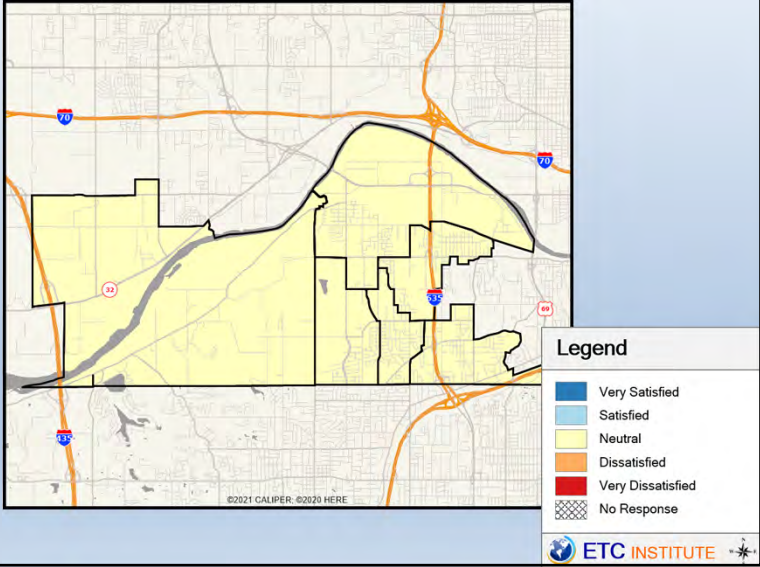 70
70
32
635
69
435
©2021 CALIPER; ©2020 HERE
Legend
Very Satisfied
Satisfied
Neutral
Dissatisfied
Very Dissatisfied
No Response
ETC INSTITUTE